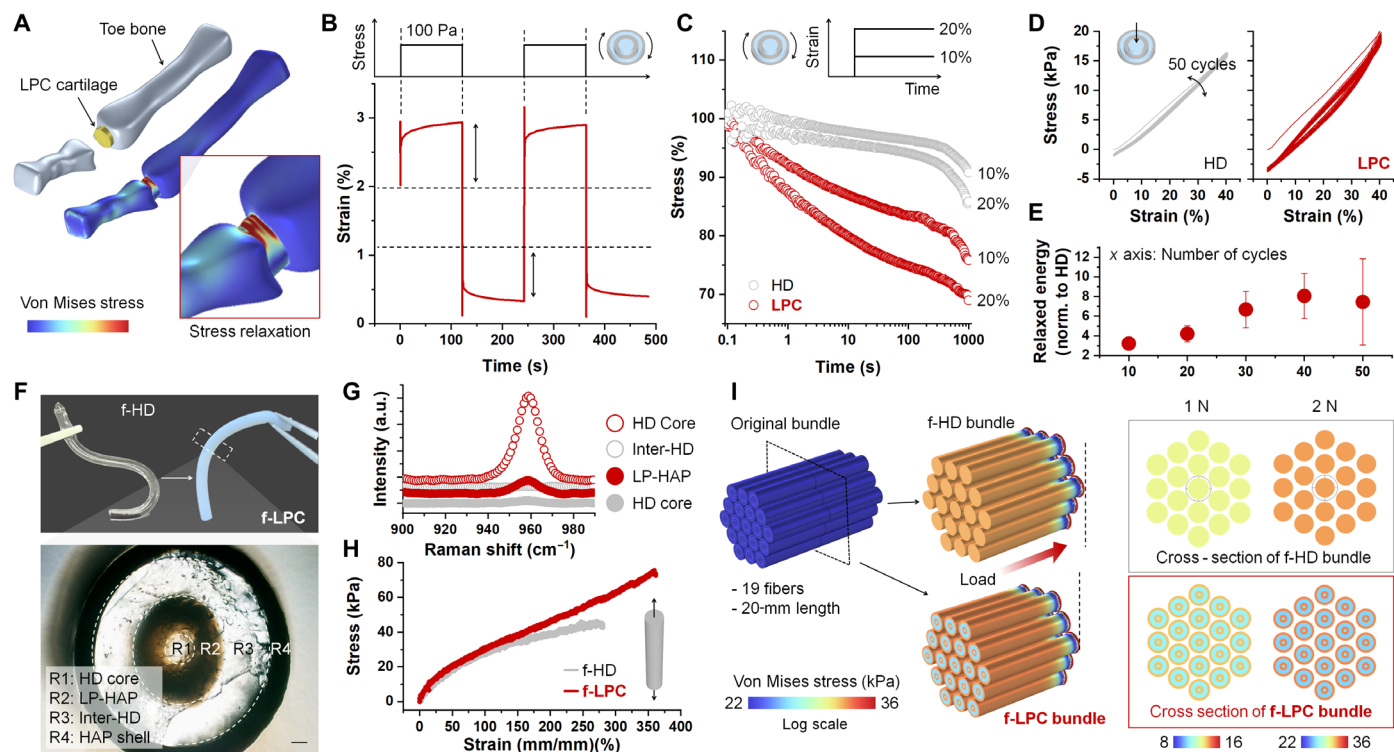 A
Toe bone
LPC cartilage
Von Mises stress
Stress relaxation
B
Stress
100 Pa
Strain (%)
3
2
1
0
0
100
200
300
400
500
Time (s)
C
Strain
20%
10%
Time
Stress (%)
110
100
90
80
70
10%
20%
10%
20%
HD
LPC
0.1
1
10
100
1000
Time (s)
D
Stress (kPa)
20
15
10
5
0
-5
50 cycles
HD
LPC
0 10 20 30 40
0 10 20 30 40
Strain (%)
Strain (%)
E
Relaxed energy
(norm. to HD)
x axis: Number of cycles
12
10
8
6
4
2
10
20
30
40
50
F
f-HD
f-LPC
R1
R2
R3
R4
R1: HD core
R2: LP-HAP
R3: Inter-HD
R4: HAP shell
G
Intensity (a.u.)
HD Core
Inter-HD
LP-HAP
HD core
900
920
940
960
980
Raman shift (cm⁻¹)
H
Stress (kPa)
80
60
40
20
0
f-HD
f-LPC
0 50 100 150 200 250 300 350 400
Strain (mm/mm)(%)
I
Original bundle
- 19 fibers
- 20-mm length
f-HD bundle
Load
Von Mises stress (kPa)
22
36
Log scale
f-LPC bundle
1 N
2 N
Cross - section of f-HD bundle
Cross section of f-LPC bundle
8
16
22
36